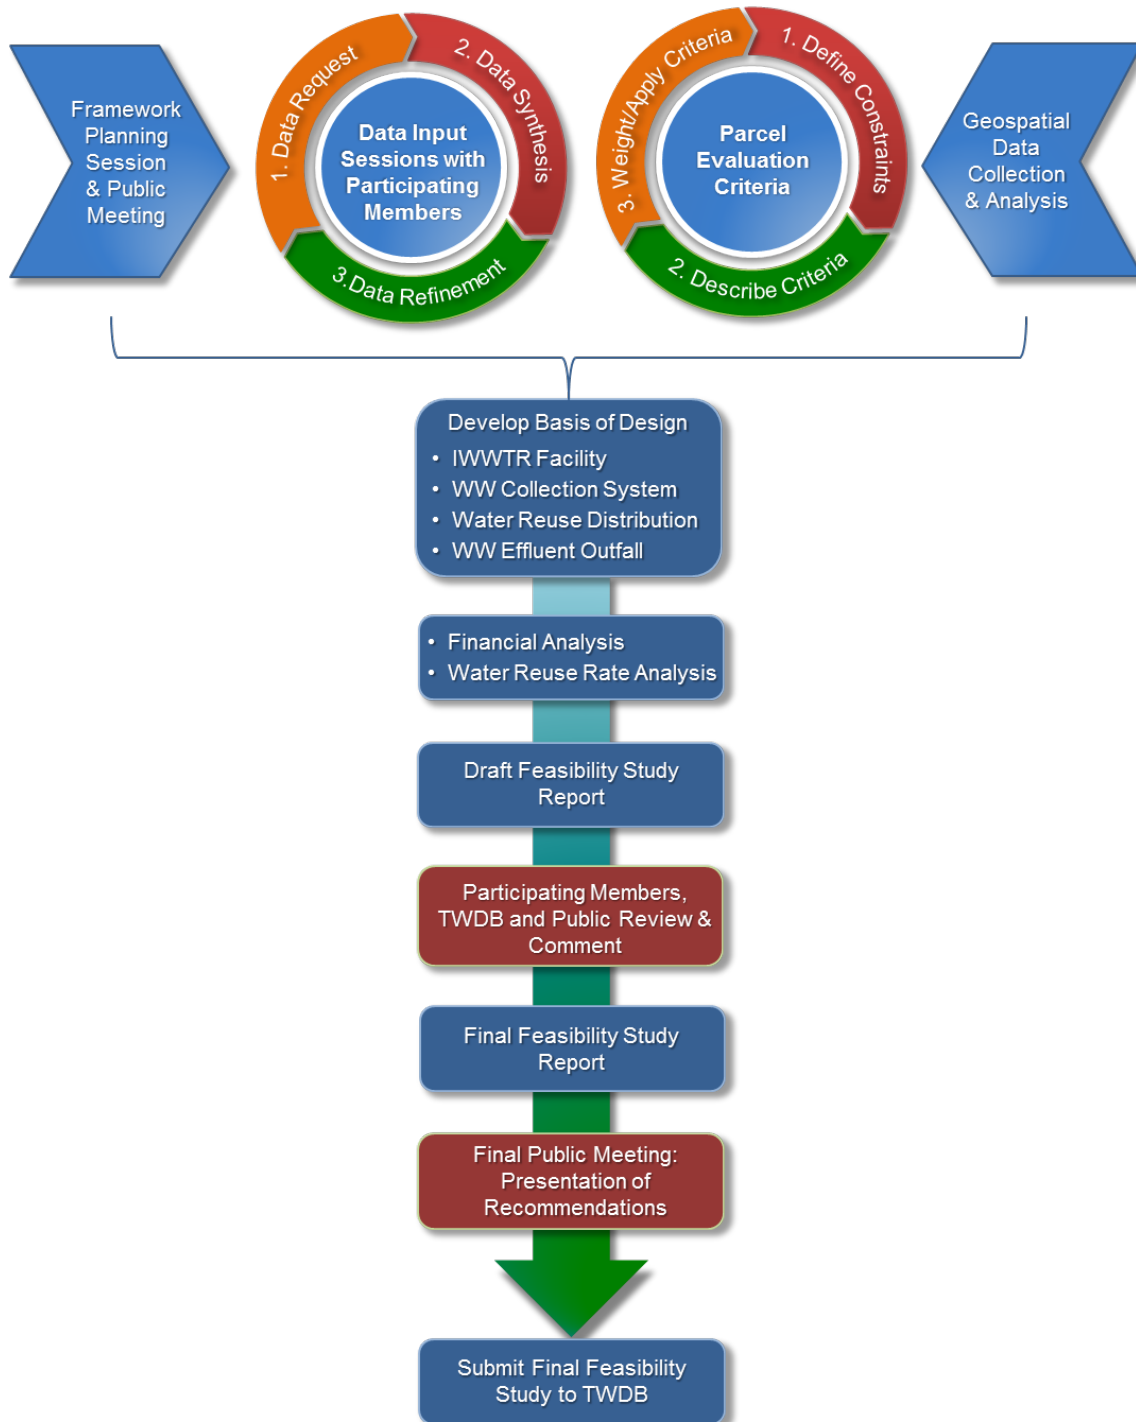 Framework
Planning
Session
& Public
Meeting
1. Data Request
2. Data Synthesis
3.Data Refinement
Data Input
Sessions with
Participating
Members
3. Weight/Apply Criteria
1. Define Constraints
2. Describe Criteria
Parcel
Evaluation
Criteria
Geospatial
Data
Collection
& Analysis
Develop Basis of Design
• IWWTR Facility
• WW Collection System
• Water Reuse Distribution
• WW Effluent Outfall
• Financial Analysis
• Water Reuse Rate Analysis
Draft Feasibility Study
Report
Participating Members,
TWDB and Public Review &
Comment
Final Feasibility Study
Report
Final Public Meeting:
Presentation of
Recommendations
Submit Final Feasibility
Study to TWDB